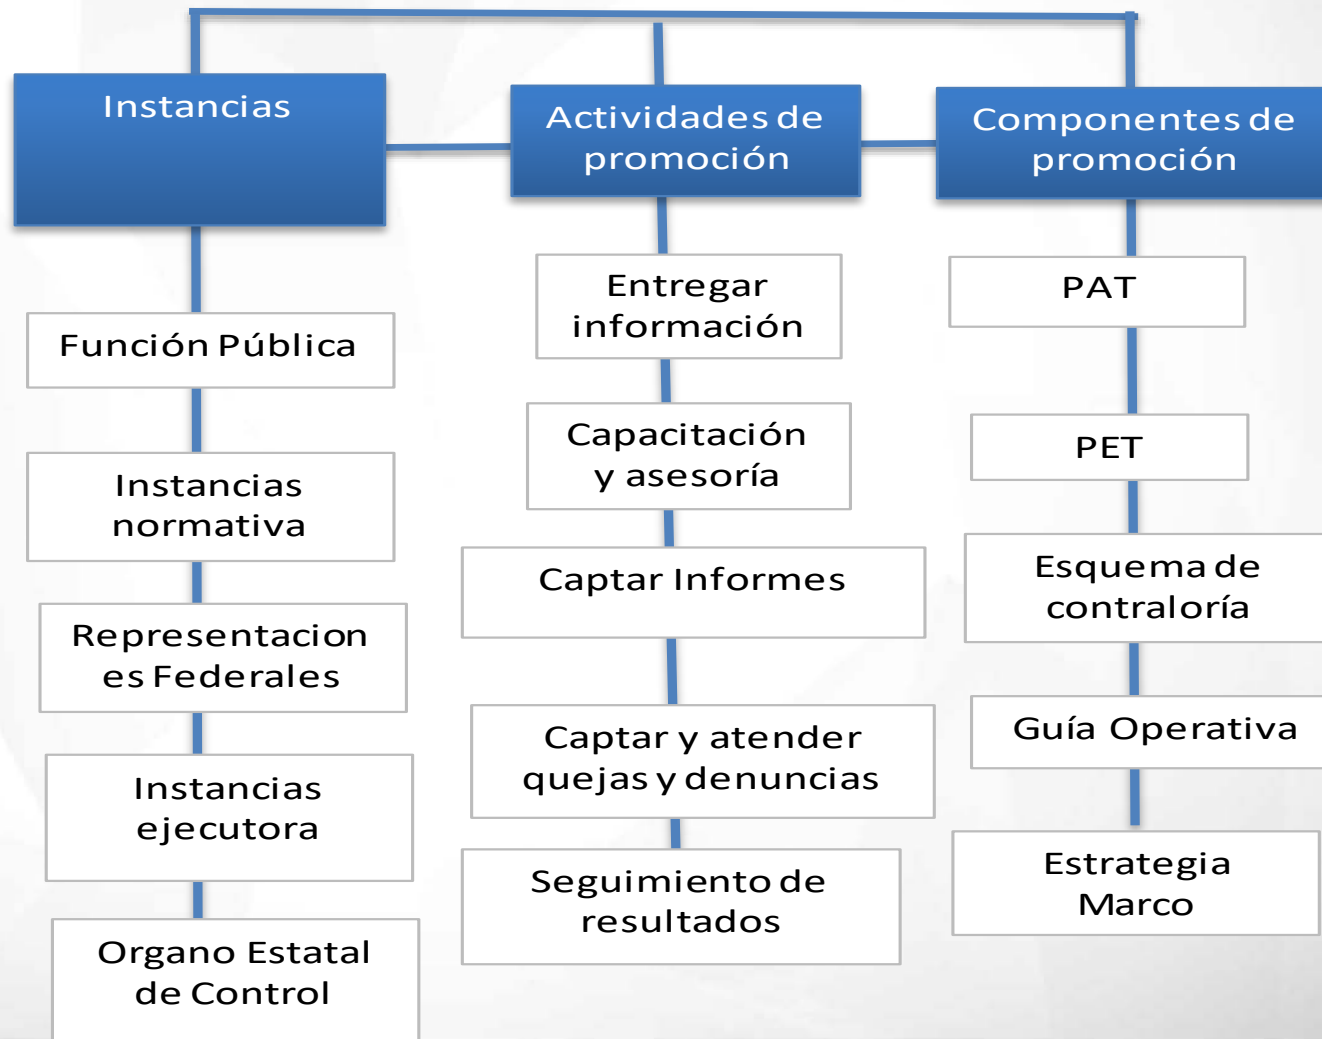 Instancias
Función Pública
Instancias
normativa
Representacion
es Federales
Instancias
ejecutora
Organo Estatal
de Control
Actividades de
promoción
Entregar
información
Capacitación
y asesoría
Captar Informes
Captar y atender
quejas y denuncias
Seguimiento de
resultados
Componentes de
promoción
PAT
PET
Esquema de
contraloría
Guía Operativa
Estrategia
Marco